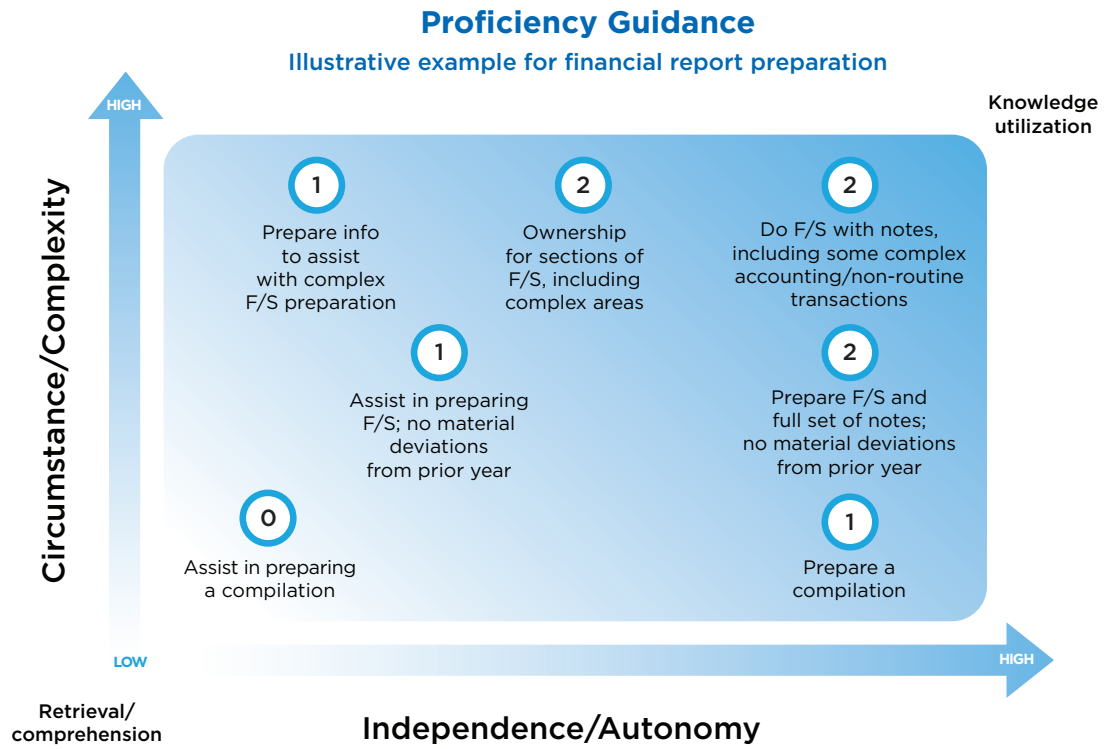 Proficiency Guidance
Illustrative example for financial report preparation
HIGH
Knowledge
utilization
Circumstance/Complexity
1
Prepare info
to assist
with complex
F/S preparation
2
Ownership
for sections of
F/S, including
complex areas
2
Do F/S with notes,
including some complex
accounting/non-routine
transactions
1
Assist in preparing
F/S; no material
deviations
from prior year
2
Prepare F/S and
full set of notes;
no material deviations
from prior year
0
Assist in preparing
a compilation
1
Prepare a
compilation
LOW
HIGH
Retrieval/
comprehension
Independence/Autonomy